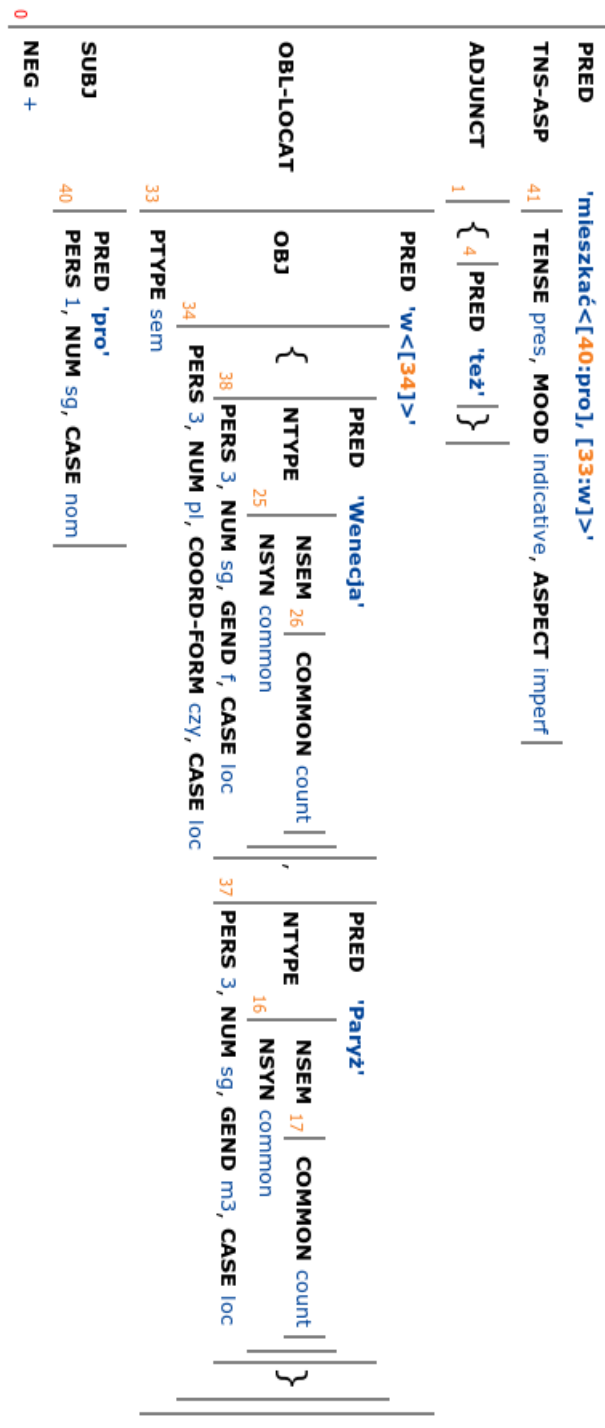 PRED 'mieszkać<[40:pro], [33:w]>'
TNS-ASP 41 TENSE pres, MOOD indicative, ASPECT imperf
ADJUNCT 1 { 4 PRED 'też' }
PRED 'w<[34]>'
PRED 'Wenecja'
NTYPE 25 NSEM 26 COMMON count
NSYN common
38 PERS 3, NUM sg, GEND f, CASE loc
,
PRED 'Paryż'
NTYPE 16 NSEM 17 COMMON count
NSYN common
37 PERS 3, NUM sg, GEND m3, CASE loc
OBJ { }
34 PERS 3, NUM pl, COORD-FORM czy, CASE loc
OBL-LOCAT
33 PTYPE sem
PRED 'pro'
SUBJ 40 PERS 1, NUM sg, CASE nom
0 NEG +